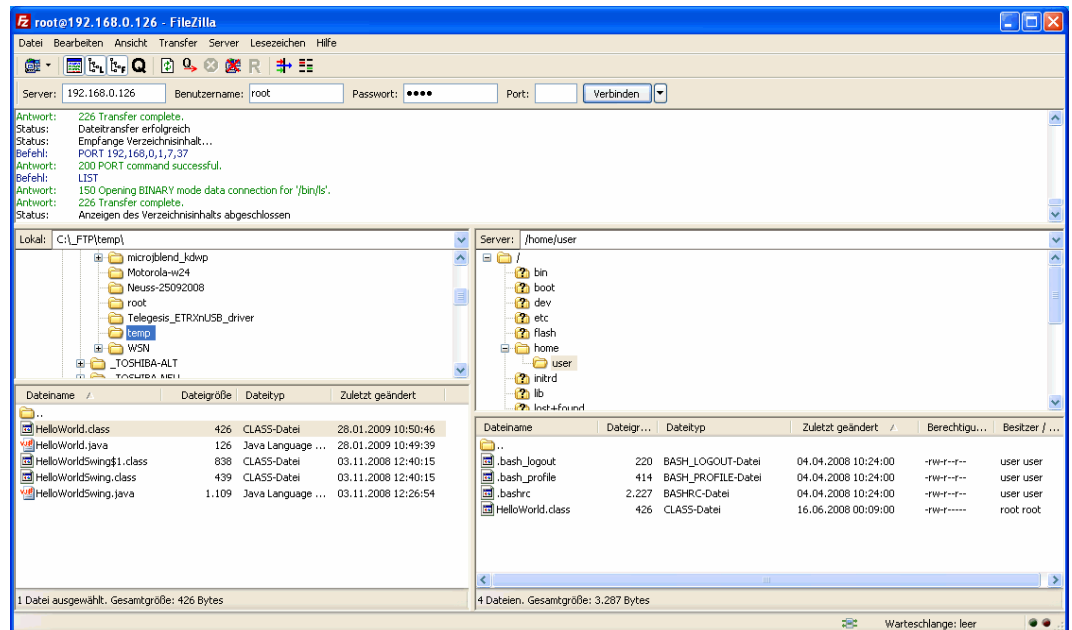 root@192.168.0.126 - FileZilla
Datei Bearbeiten Ansicht Transfer Server Lesezeichen Hilfe
Server: 192.168.0.126 Benutzername: root Passwort: ●●●● Port: Verbinden
Antwort: 226 Transfer complete.
Status: Dateitransfer erfolgreich
Status: Empfange Verzeichnisinhalt...
Befehl: PORT 192,168,0,1,7,37
Antwort: 200 PORT command successful.
Befehl: LIST
Antwort: 150 Opening BINARY mode data connection for '/bin/ls'.
Antwort: 226 Transfer complete.
Status: Anzeigen des Verzeichnisinhalts abgeschlossen
Lokal: C:\_FTP\temp\
microjblend_kdwp
Motorola-w24
Neuss-25092008
root
Telegesis_ETRXnUSB_driver
temp
WSN
_TOSHIBA-ALT
_TOSHIBA-NEU
Dateiname Dateigröße Dateityp Zuletzt geändert
..
HelloWorld.class 426 CLASS-Datei 28.01.2009 10:50:46
HelloWorld.java 126 Java Language ... 28.01.2009 10:49:39
HelloWorldSwing$1.class 838 CLASS-Datei 03.11.2008 12:40:15
HelloWorldSwing.class 439 CLASS-Datei 03.11.2008 12:40:15
HelloWorldSwing.java 1.109 Java Language ... 03.11.2008 12:26:54
1 Datei ausgewählt. Gesamtgröße: 426 Bytes
Server: /home/user
/
bin
boot
dev
etc
flash
home
user
initrd
lib
lost+found
Dateiname Dateigr... Dateityp Zuletzt geändert Berechtigu... Besitzer / ...
..
.bash_logout 220 BASH_LOGOUT-Datei 04.04.2008 10:24:00 -rw-r--r-- user user
.bash_profile 414 BASH_PROFILE-Datei 04.04.2008 10:24:00 -rw-r--r-- user user
.bashrc 2.227 BASHRC-Datei 04.04.2008 10:24:00 -rw-r--r-- user user
HelloWorld.class 426 CLASS-Datei 16.06.2008 00:09:00 -rw-r----- root root
4 Dateien. Gesamtgröße: 3.287 Bytes
Warteschlange: leer